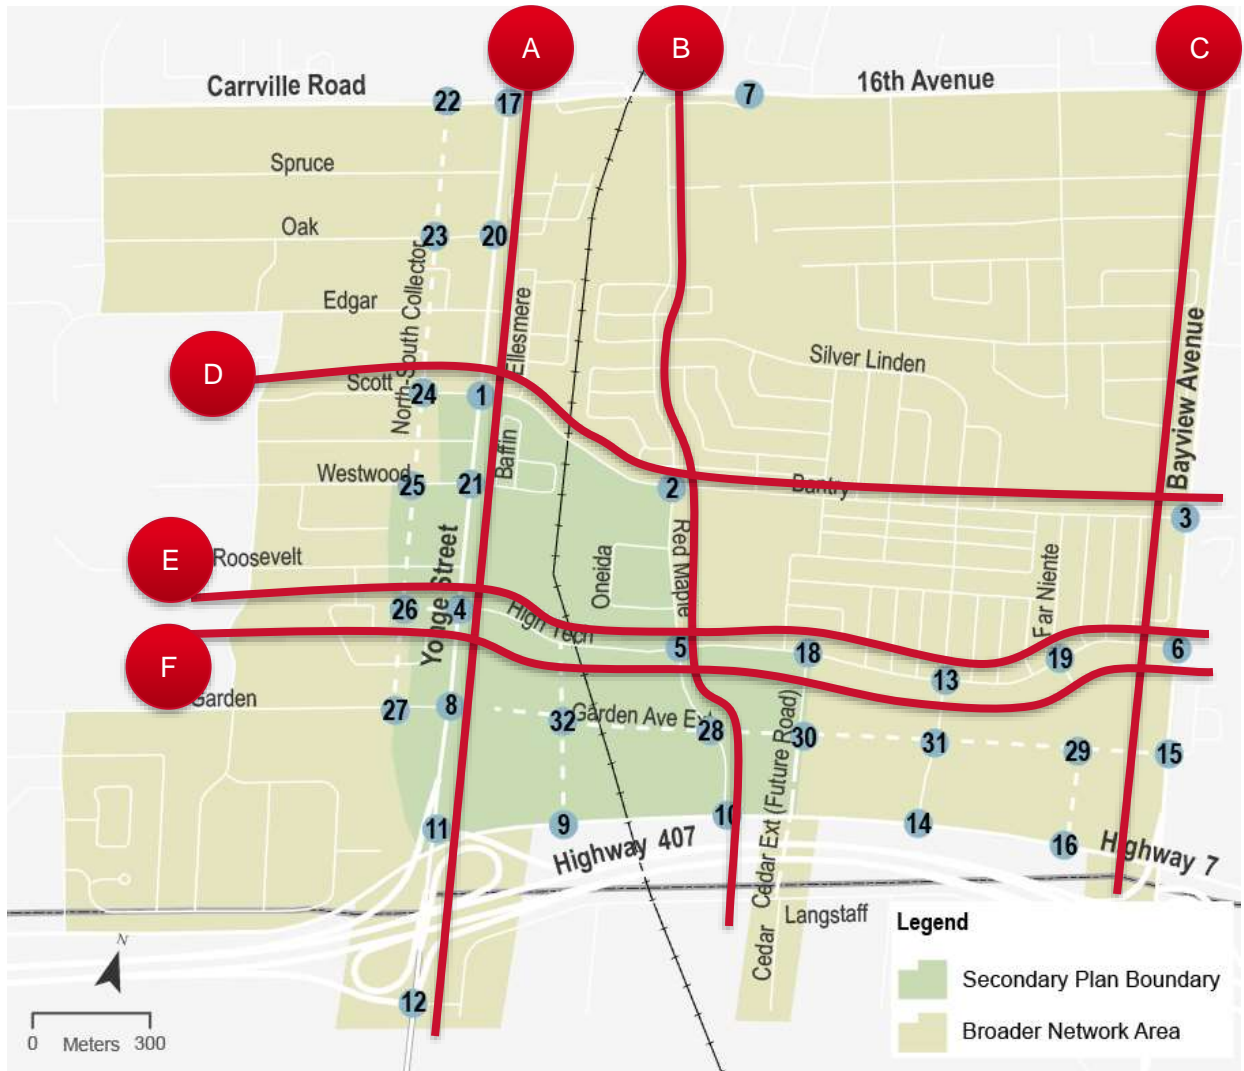 A
B
C
Carrville Road
16th Avenue
22
17
7
Spruce
Oak
23
20
Edgar
North-South Collector
Ellesmere
Silver Linden
Bayview Avenue
D
Scott
24
1
Baffin
Westwood
25
21
2
Bantry
3
Yonge Street
Red Maple
Oneida
Far Niente
E
Roosevelt
26
4
High Tech
5
18
19
6
F
13
Garden
27
8
32
Garden Ave Ext
28
30
31
29
15
Cedar Ext (Future Road)
11
9
10
14
16
Highway 407
Highway 7
Cedar
Langstaff
12
N
0 Meters 300
Legend
Secondary Plan Boundary
Broader Network Area